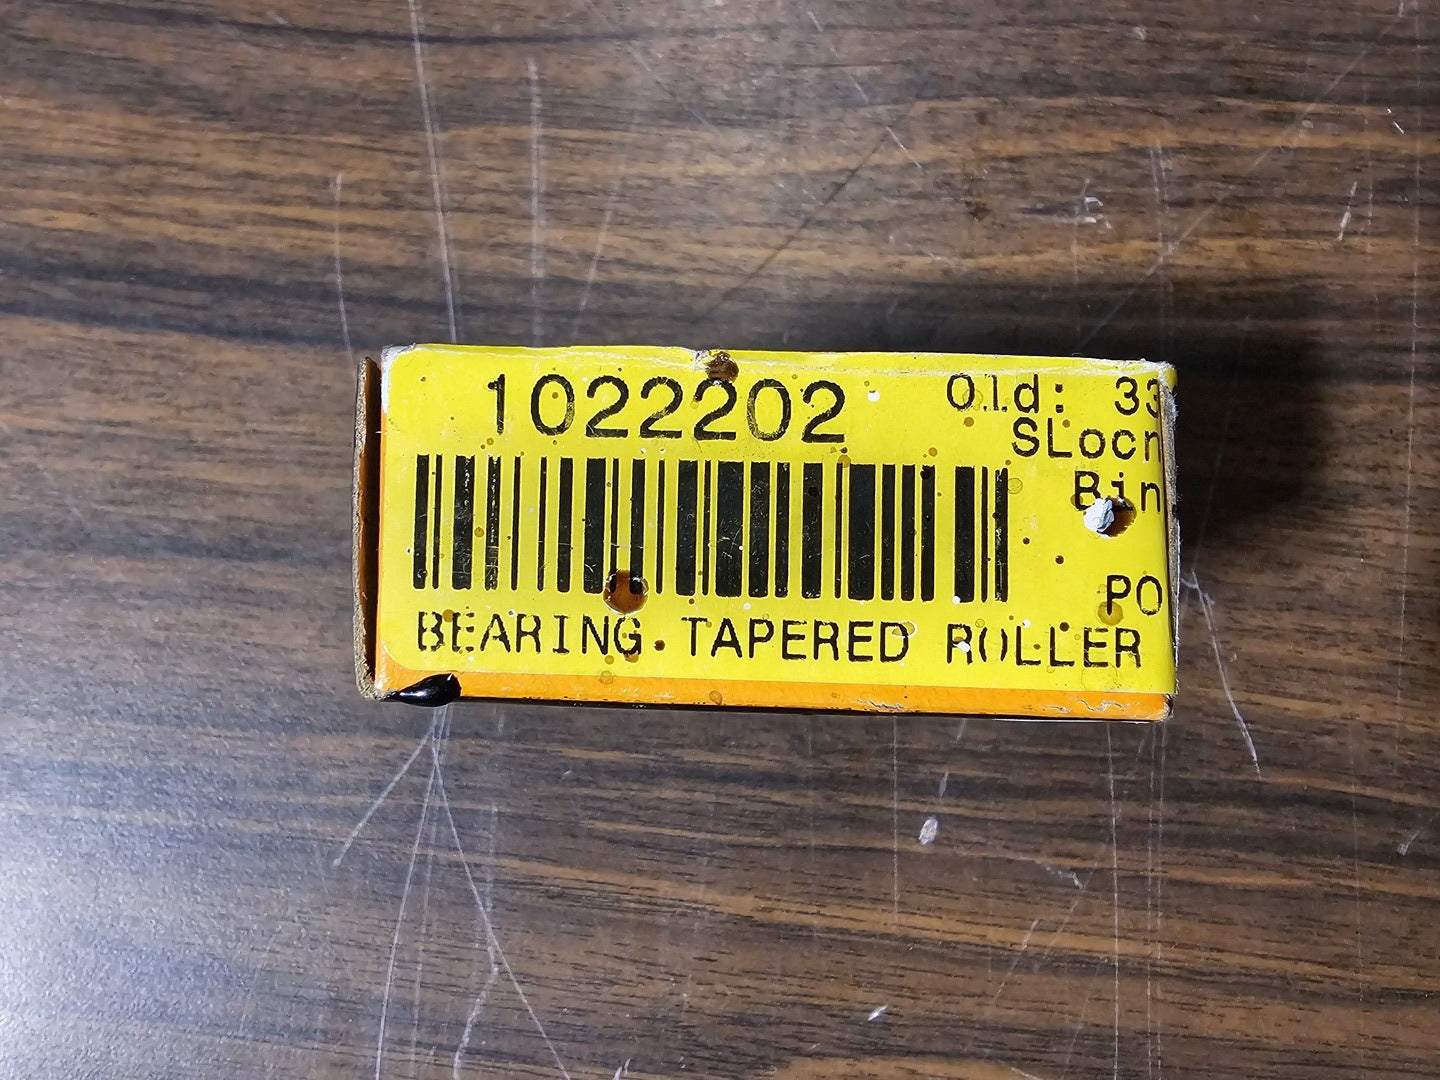 1022202
Old: 33
SLocn
Bin
PO
BEARING. TAPERED ROLLER